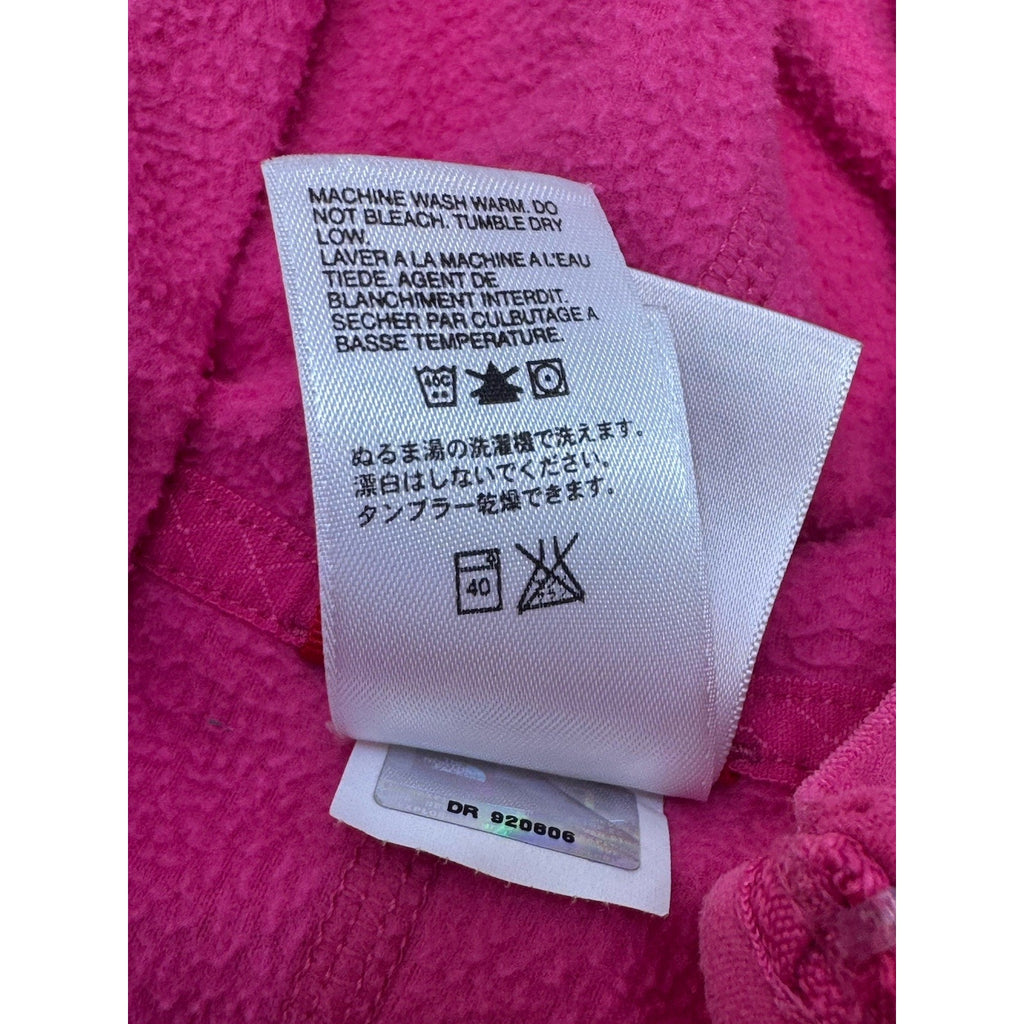 MACHINE WASH WARM. DO
NOT BLEACH. TUMBLE DRY
LOW.
LAVER A LA MACHINE A L'EAU
TIEDE. AGENT DE
BLANCHIMENT INTERDIT.
SECHER PAR CULBUTAGE A
BASSE TEMPERATURE.
40C
ぬるま湯の洗濯機で洗えます。
漂白はしないでください。
タンブラー乾燥できます。
40
DR 920606